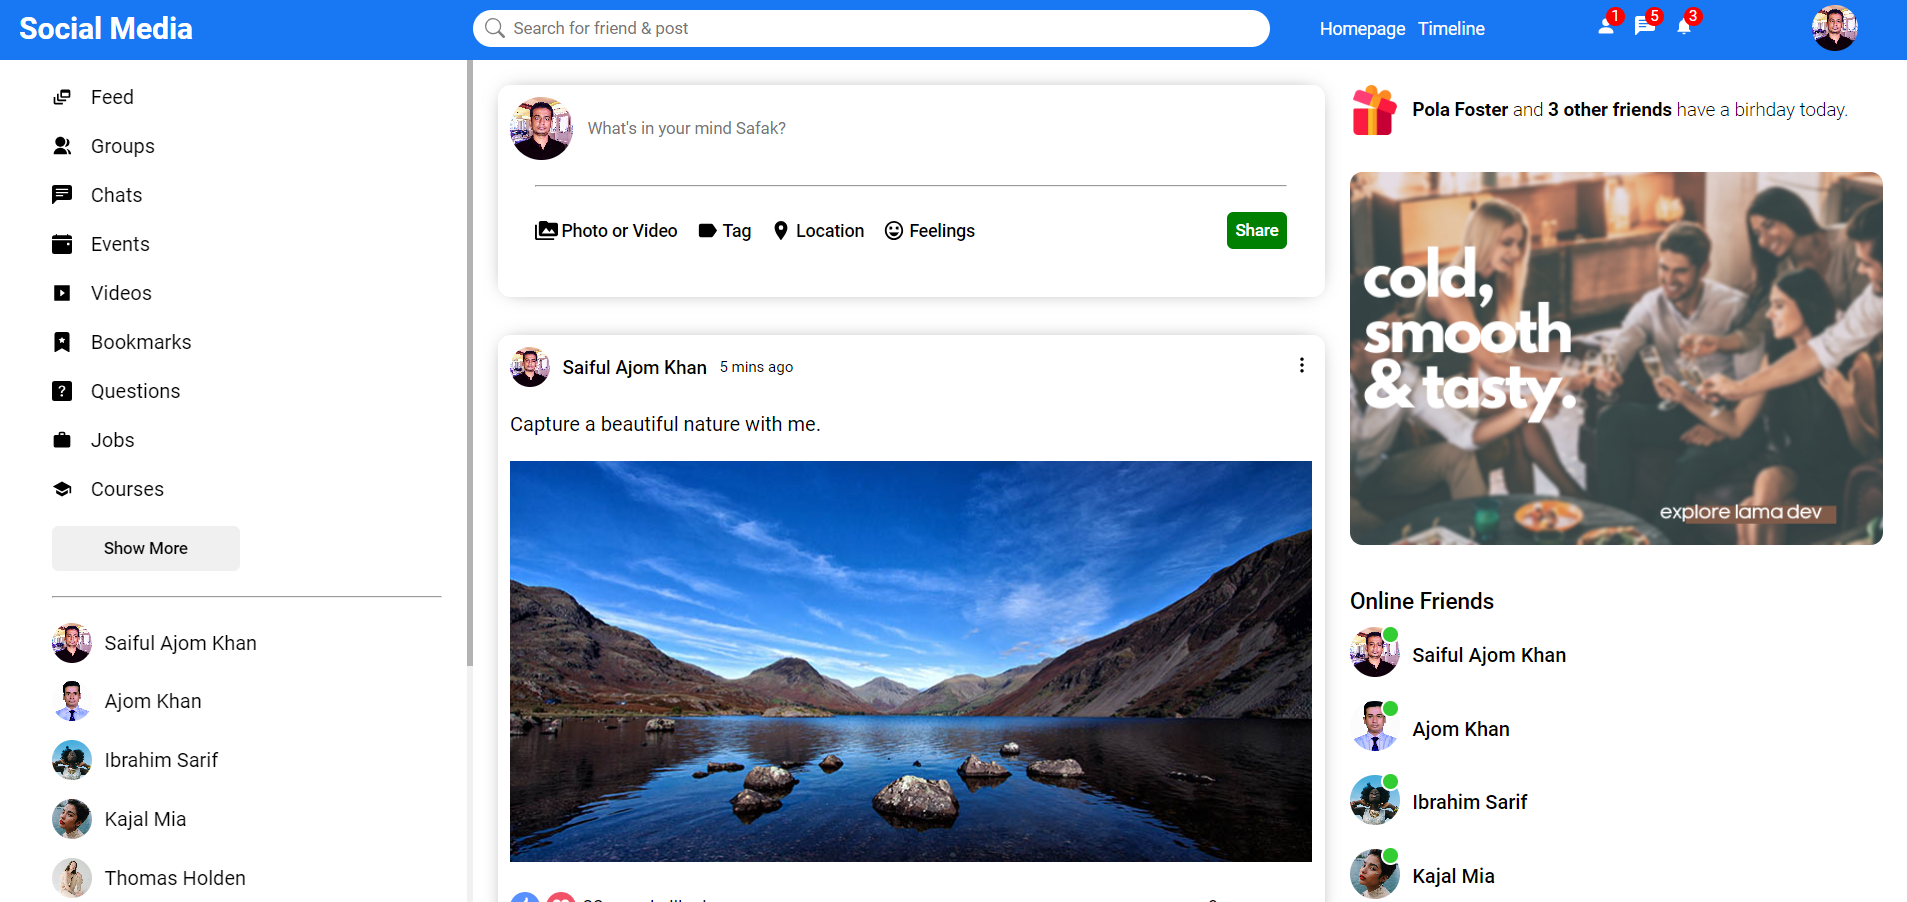 Social Media
Search for friend & post
Homepage Timeline
1
5
3
Feed
Groups
Chats
Events
Videos
Bookmarks
Questions
Jobs
Courses
Show More
Saiful Ajom Khan
Ajom Khan
Ibrahim Sarif
Kajal Mia
Thomas Holden
What's in your mind Safak?
Photo or Video Tag Location Feelings Share
Saiful Ajom Khan 5 mins ago
Capture a beautiful nature with me.
Pola Foster and 3 other friends have a birhday today.
cold,
smooth
& tasty.
explore lama dev
Online Friends
Saiful Ajom Khan
Ajom Khan
Ibrahim Sarif
Kajal Mia